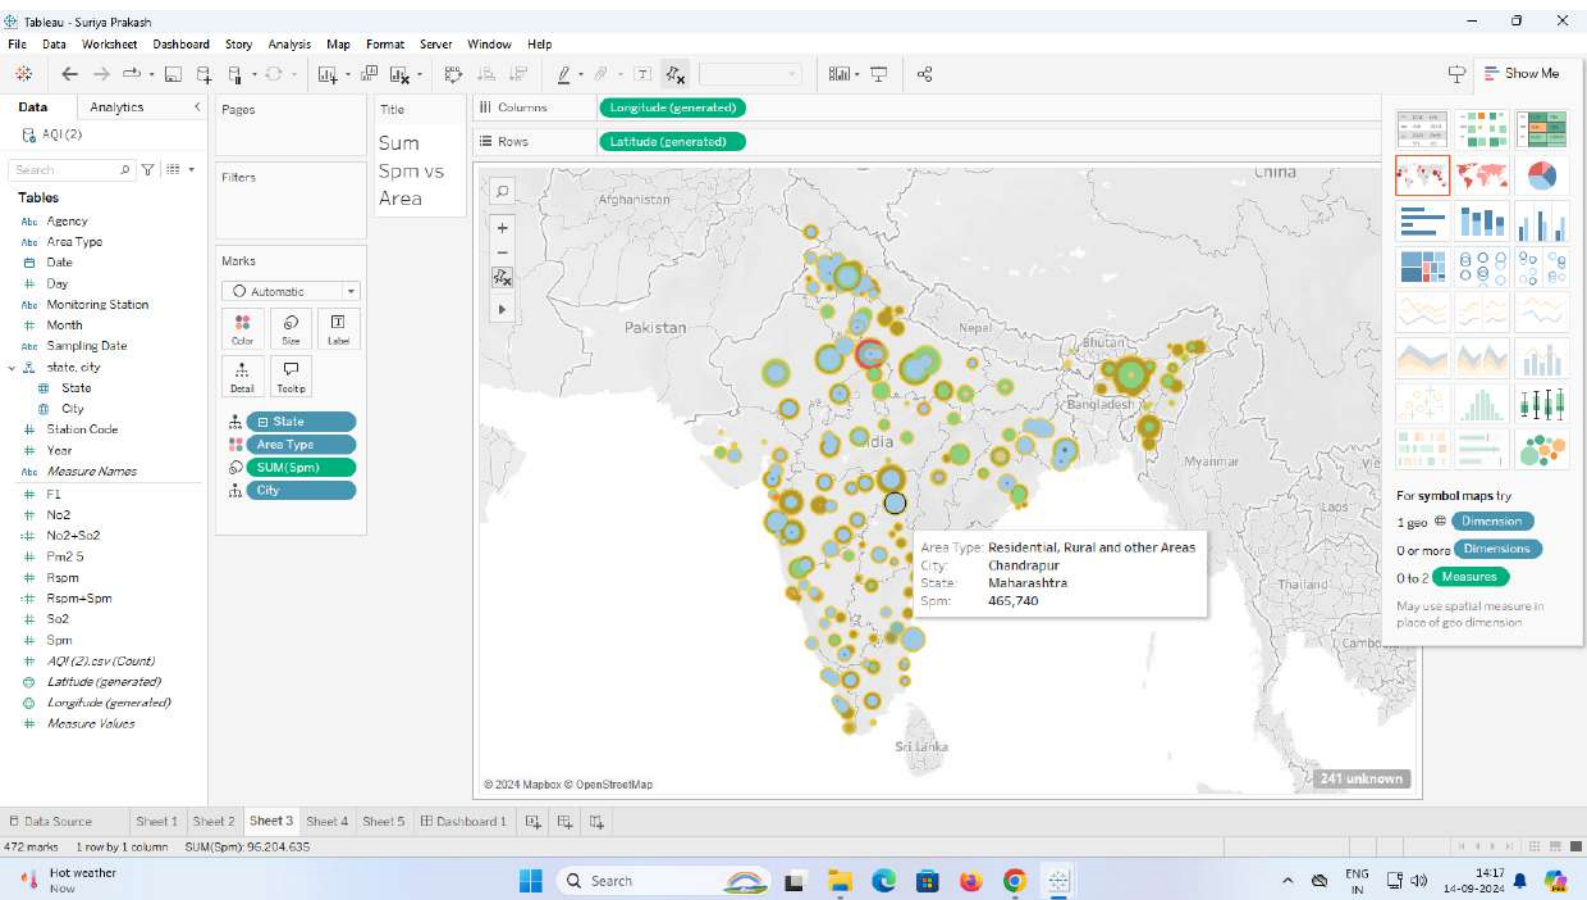 Tableau - Suriya Prakash
File Data Worksheet Dashboard Story Analysis Map Format Server Window Help
Show Me
Data Analytics
AQI (2)
Search
Tables
Abc Agency
Abc Area Type
Date
# Day
Abc Monitoring Station
# Month
Abc Sampling Date
state, city
State
City
# Station Code
# Year
Abc Measure Names
# F1
# No2
=# No2+So2
# Pm2 5
# Rspm
=# Rspm+Spm
# So2
# Spm
# AQI (2).csv (Count)
Latitude (generated)
Longitude (generated)
# Measure Values
Pages
Filters
Marks
Automatic
Color Size Label
Detail Tooltip
State
Area Type
SUM(Spm)
City
Title
Sum
Spm vs
Area
Columns Longitude (generated)
Rows Latitude (generated)
China
Afghanistan
Pakistan
Nepal
Bhutan
Bangladesh
India
Myanmar
Laos
Thailand
Sri Lanka
Area Type: Residential, Rural and other Areas
City: Chandrapur
State: Maharashtra
Spm: 465,740
© 2024 Mapbox © OpenStreetMap
241 unknown
For symbol maps try
1 geo Dimension
0 or more Dimensions
0 to 2 Measures
May use spatial measure in
place of geo dimension
Data Source Sheet 1 Sheet 2 Sheet 3 Sheet 4 Sheet 5 Dashboard 1
472 marks 1 row by 1 column SUM(Spm): 96,204,635
Hot weather
Now
Search
ENG
IN
14:17
14-09-2024